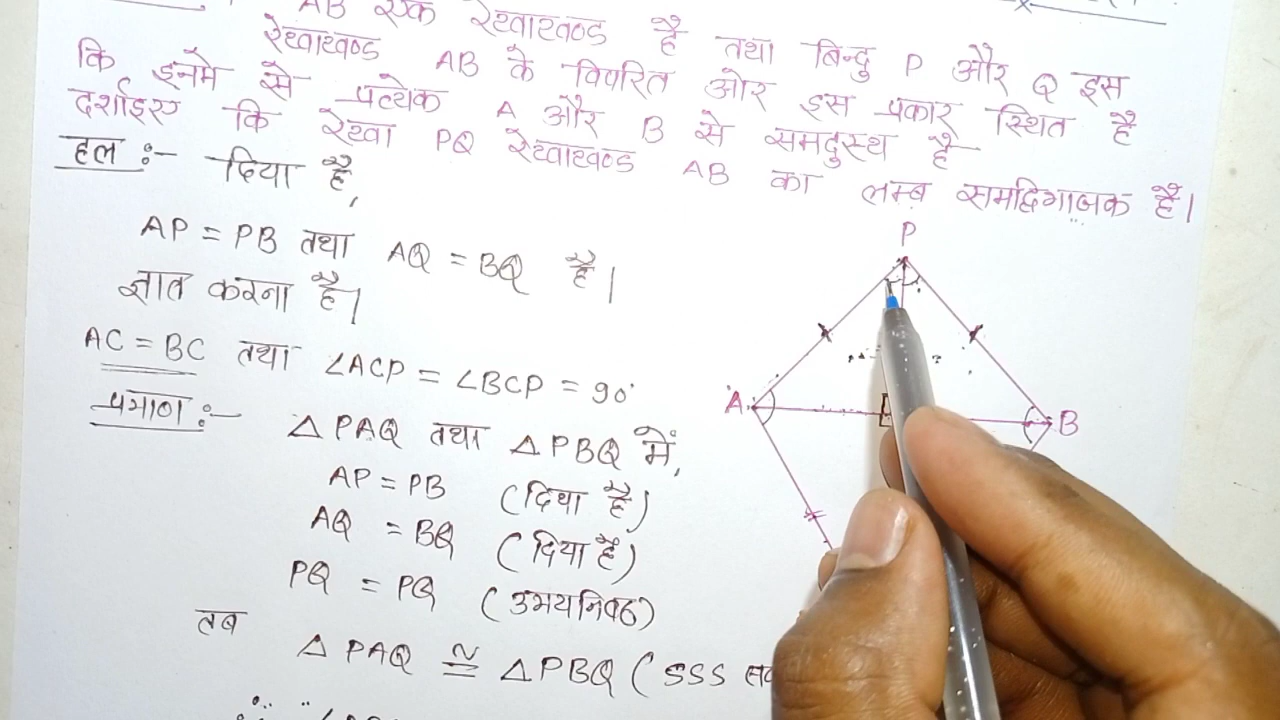 AB एक रेखाखण्ड है तथा बिन्दु P और Q इस
रेखाखण्ड AB के विपरित ओर इस प्रकार स्थित है
कि इनमे से प्रत्येक A और B से समदुस्थ है
दर्शाइए कि रेखा PQ रेखाखण्ड AB का लम्ब समद्विभाजक है।
हल :- दिया है,
AP = PB तथा AQ = BQ है।
ज्ञात करना है।
AC = BC तथा ∠ACP = ∠BCP = 90°
प्रमाण :- △ PAQ तथा △ PBQ में,
AP = PB (दिया है)
AQ = BQ (दिया है)
PQ = PQ (उभयनिष्ठ)
तब
△ PAQ ≅ △ PBQ ( SSS
P
A
B